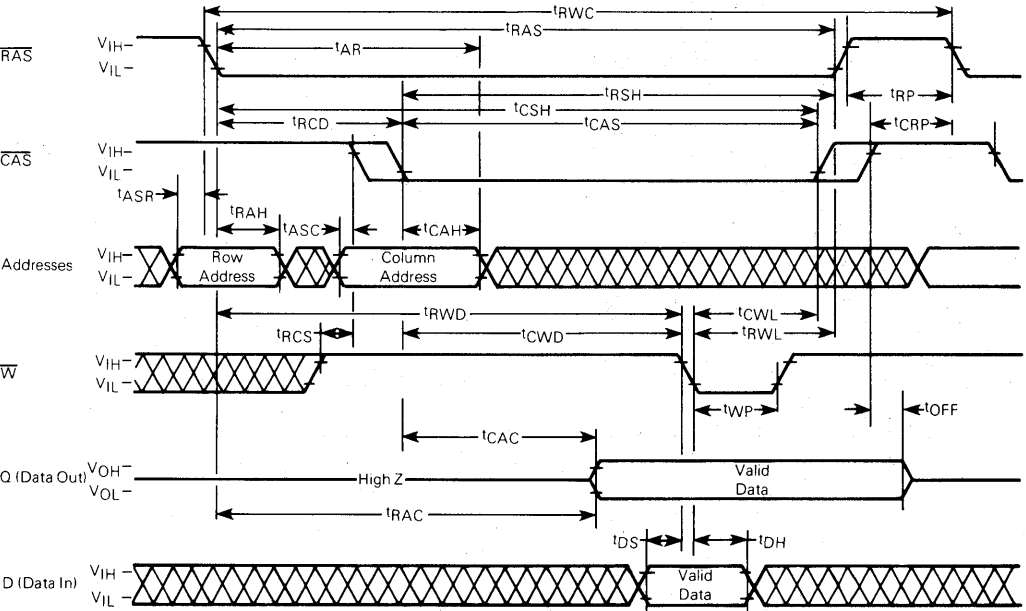 tRWC
tRAS
tAR
RAS
VIH
VIL
tRSH
tRP
tCSH
tRCD
tCAS
tCRP
CAS
VIH
VIL
tASR
tRAH
tASC
tCAH
Addresses
VIH
VIL
Row Address
Column Address
tRWD
tCWL
tRCS
tCWD
tRWL
W
VIH
VIL
tWP
tOFF
tCAC
Q (Data Out)
VOH
VOL
High Z
Valid Data
tRAC
tDS
tDH
D (Data In)
VIH
VIL
Valid Data